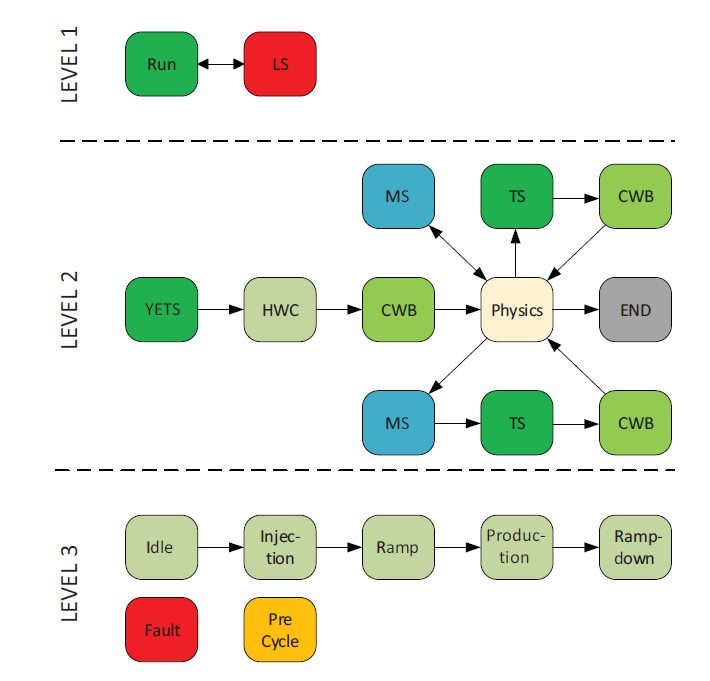 LEVEL 1
Run
LS
LEVEL 2
MS
TS
CWB
YETS
HWC
CWB
Physics
END
MS
TS
CWB
LEVEL 3
Idle
Injec-
tion
Ramp
Produc-
tion
Ramp-
down
Fault
Pre
Cycle